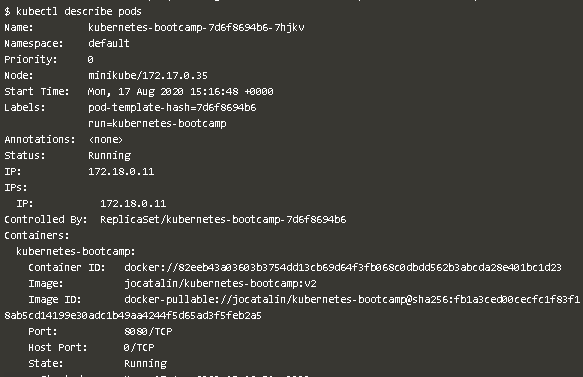 $ kubectl describe pods
Name: kubernetes-bootcamp-7d6f8694b6-7hjkv
Namespace: default
Priority: 0
Node: minikube/172.17.0.35
Start Time: Mon, 17 Aug 2020 15:16:48 +0000
Labels: pod-template-hash=7d6f8694b6
run=kubernetes-bootcamp
Annotations: <none>
Status: Running
IP: 172.18.0.11
IPs:
IP: 172.18.0.11
Controlled By: ReplicaSet/kubernetes-bootcamp-7d6f8694b6
Containers:
kubernetes-bootcamp:
Container ID: docker://82eeb43a03603b3754dd13cb69d64f3fb068c0dbdd562b3abcda28e401bc1d23
Image: jocatalin/kubernetes-bootcamp:v2
Image ID: docker-pullable://jocatalin/kubernetes-bootcamp@sha256:fb1a3ced00cecfc1f83f1
8ab5cd14199e30adc1b49aa4244f5d65ad3f5feb2a5
Port: 8080/TCP
Host Port: 0/TCP
State: Running